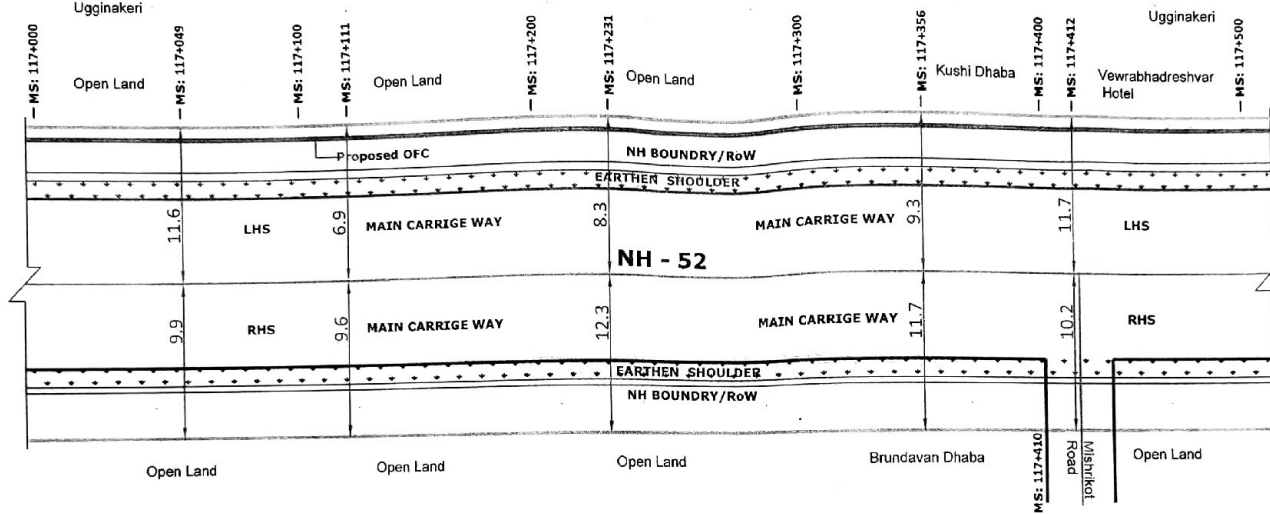 Ugginakeri
Ugginakeri
MS: 117+000
Open Land
MS: 117+049
MS: 117+100
MS: 117+111
Open Land
MS: 117+200
MS: 117+231
Open Land
MS: 117+300
MS: 117+356
Kushi Dhaba
MS: 117+400
MS: 117+412
Vewrabhadreshvar
Hotel
MS: 117+500
Proposed OFC
NH BOUNDRY/RoW
EARTHEN SHOULDER
11.6
LHS
6.9
MAIN CARRIGE WAY
8.3
MAIN CARRIGE WAY
9.3
11.7
LHS
NH - 52
9.9
RHS
9.6
MAIN CARRIGE WAY
12.3
MAIN CARRIGE WAY
11.7
10.2
RHS
EARTHEN SHOULDER
NH BOUNDRY/RoW
Open Land
Open Land
Open Land
Brundavan Dhaba
MS: 117+410
Mishrikot
Road
Open Land